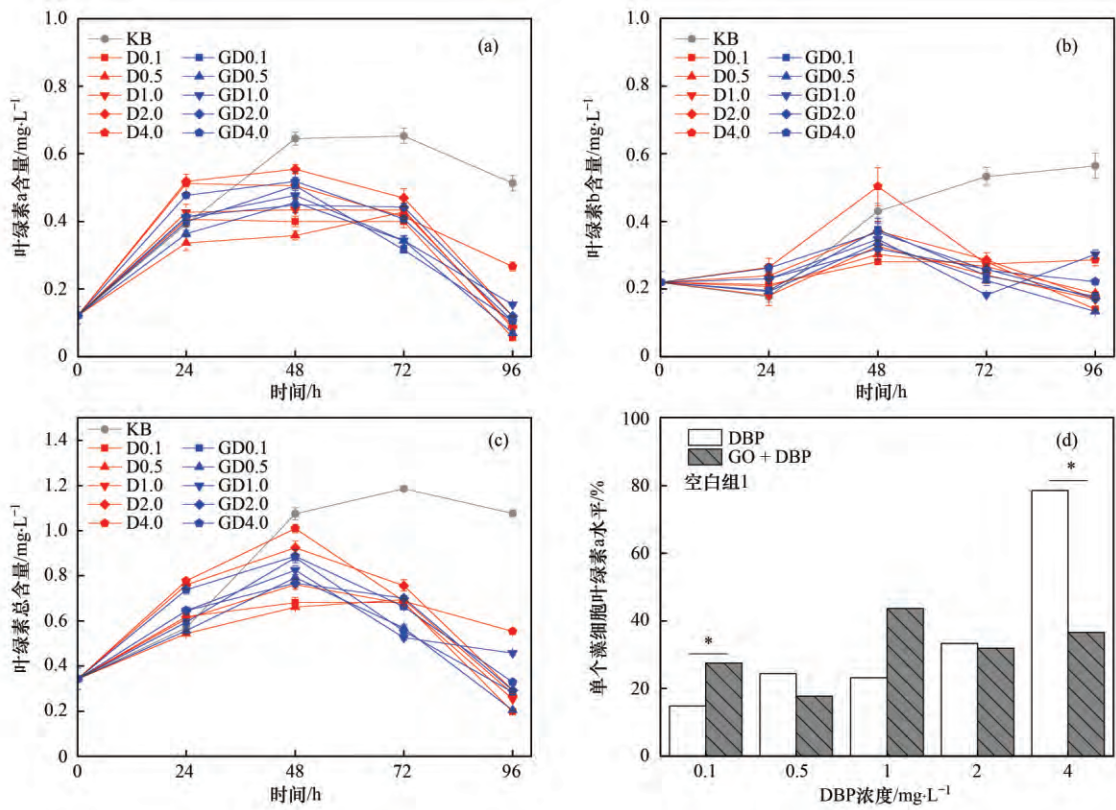 1.0
0.8
0.6
0.4
0.2
0
叶绿素a含量/mg·L⁻¹
(a)
KB
D0.1 GD0.1
D0.5 GD0.5
D1.0 GD1.0
D2.0 GD2.0
D4.0 GD4.0
0 24 48 72 96
时间/h
1.0
0.8
0.6
0.4
0.2
0
叶绿素b含量/mg·L⁻¹
(b)
KB
D0.1 GD0.1
D0.5 GD0.5
D1.0 GD1.0
D2.0 GD2.0
D4.0 GD4.0
0 24 48 72 96
时间/h
1.4
1.2
1.0
0.8
0.6
0.4
0.2
0
叶绿素总含量/mg·L⁻¹
(c)
KB
D0.1 GD0.1
D0.5 GD0.5
D1.0 GD1.0
D2.0 GD2.0
D4.0 GD4.0
0 24 48 72 96
时间/h
100
80
60
40
20
0
单个藻细胞叶绿素a水平/%
(d)
DBP
GO + DBP
空白组1
*
*
0.1 0.5 1 2 4
DBP浓度/mg·L⁻¹